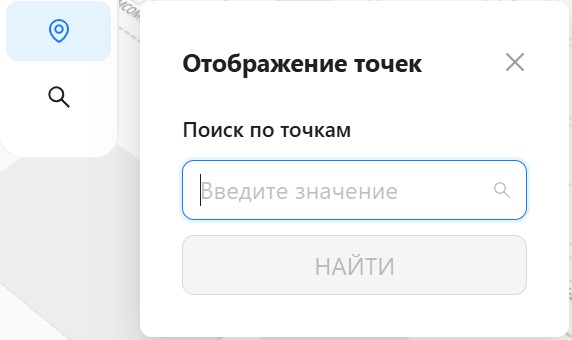 Отображение точек
Поиск по точкам
Введите значение
НАЙТИ